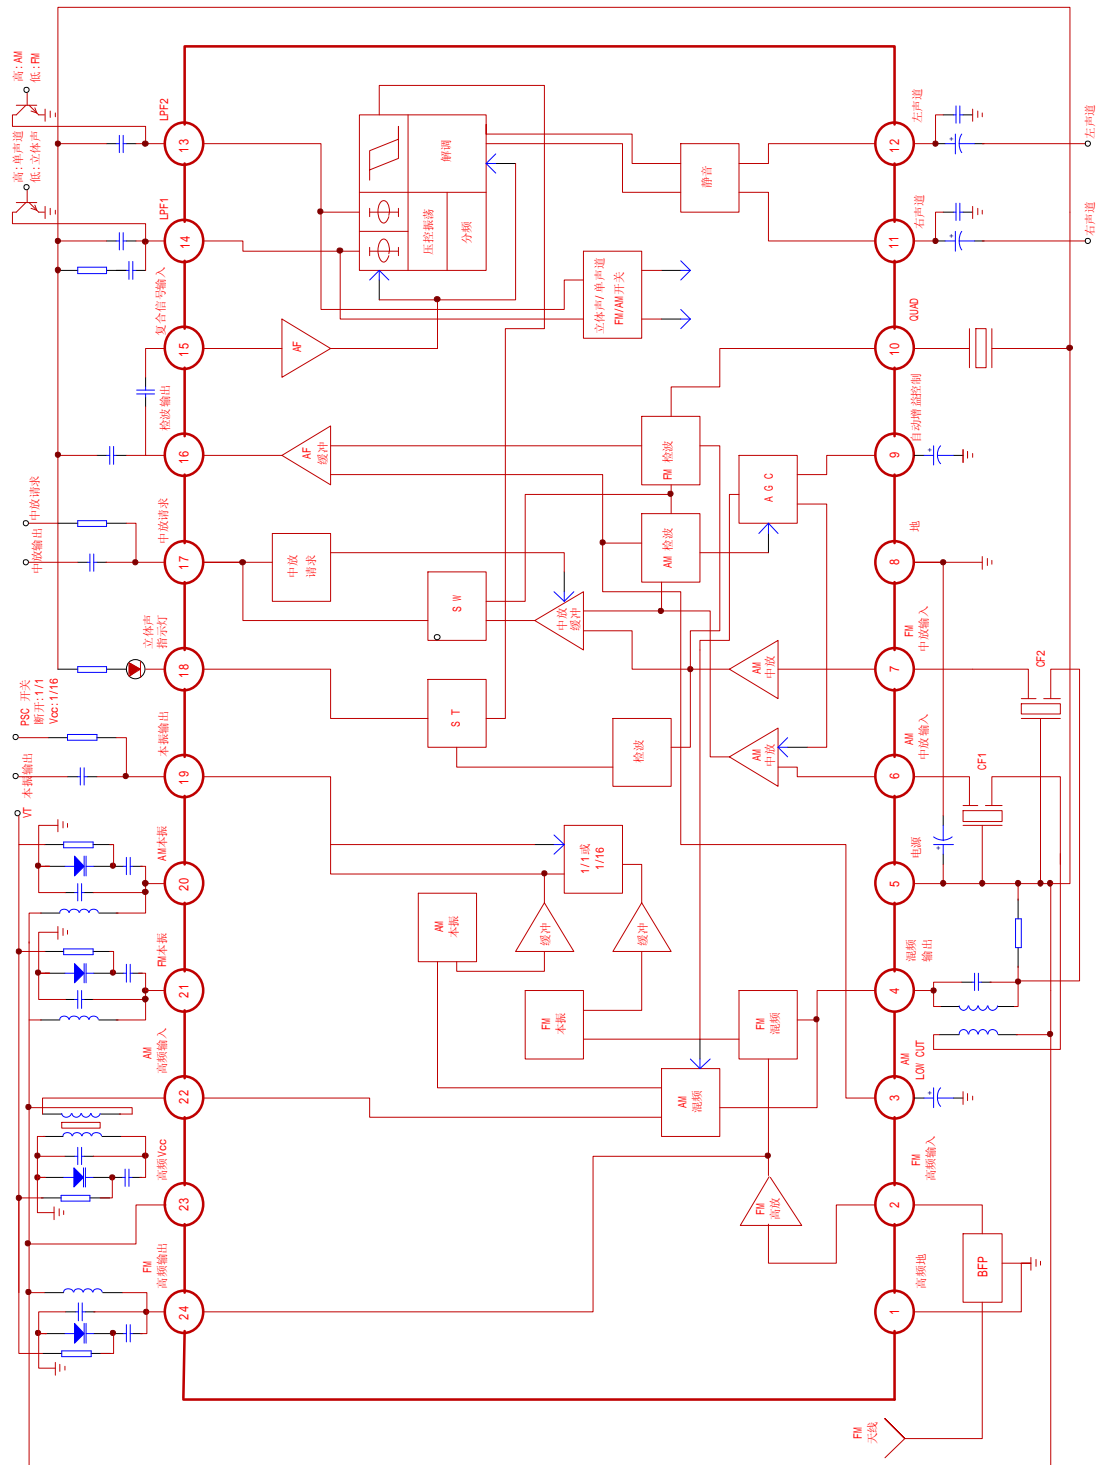 高:AM
低:FM
LPF2
13
高:单声道
低:立体声
LPF1
14
复合信号输入
15
检波输出
16
中放请求
中放输出
中放请求
17
立体声
指示灯
18
PSC 开关
断开:1/1
Vcc:1/16
本振输出
本振输出
19
VT
AM本振
20
FM本振
21
AM
高频输入
22
高频Vcc
23
FM
高频输出
24
解调
压控振荡
分频
静音
立体声/单声道
FM/AM开关
AF
AF
缓冲
FM 检波
AGC
AM 检波
中放
请求
SW
中放
缓冲
AM
中放
ST
检波
AM
中放
1/1或
1/16
AM
本振
缓冲
缓冲
FM
本振
FM
混频
AM
混频
FM
高放
左声道
12
左声道
右声道
11
右声道
QUAD
10
自动增益控制
9
地
8
FM
中放输入
7
CF2
AM
中放输入
6
CF1
电源
5
混频
输出
4
AM
LOW CUT
3
FM
高频输入
2
高频地
1
BFP
FM
天线